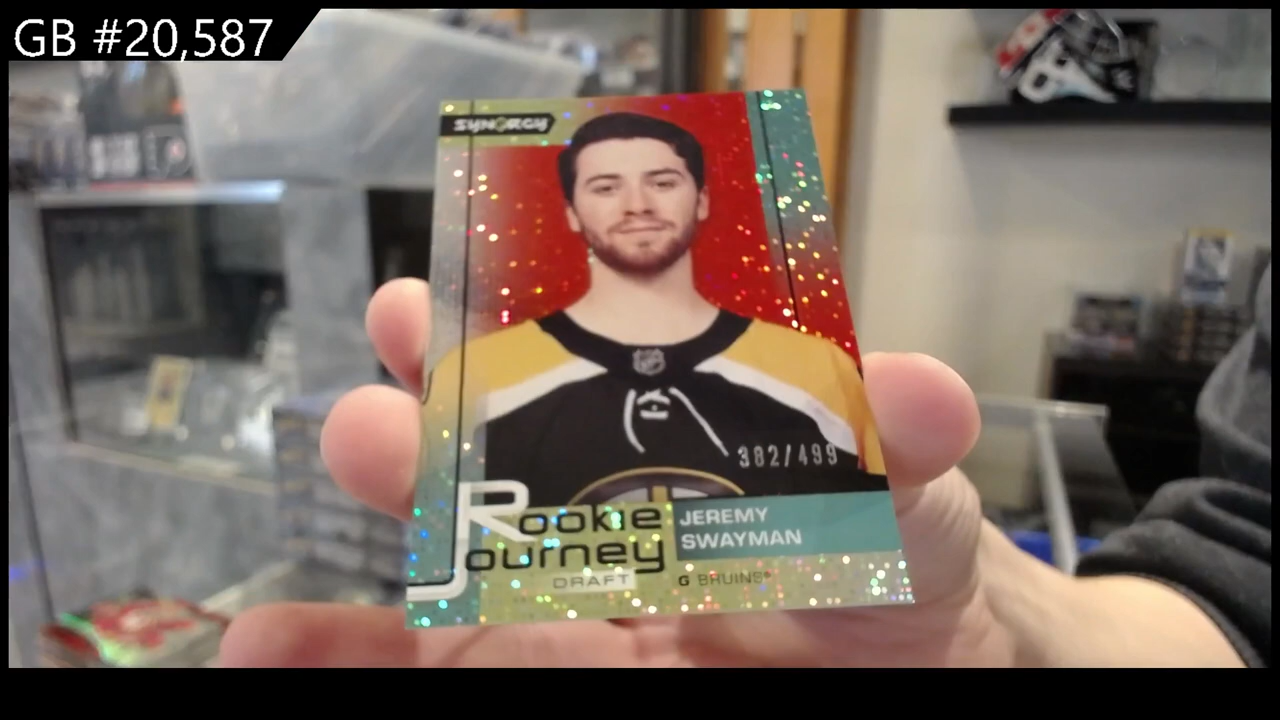 GB #20,587
SYNERGY
382/499
Rookie
Journey
JEREMY
SWAYMAN
DRAFT
G BRUINS®